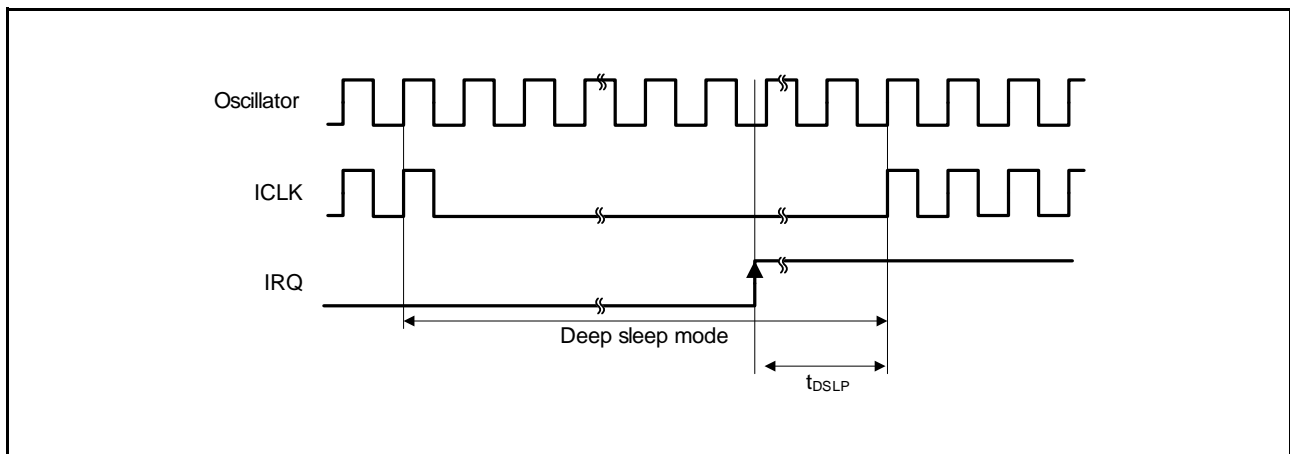 Oscillator
ICLK
IRQ
Deep sleep mode
tDSLP